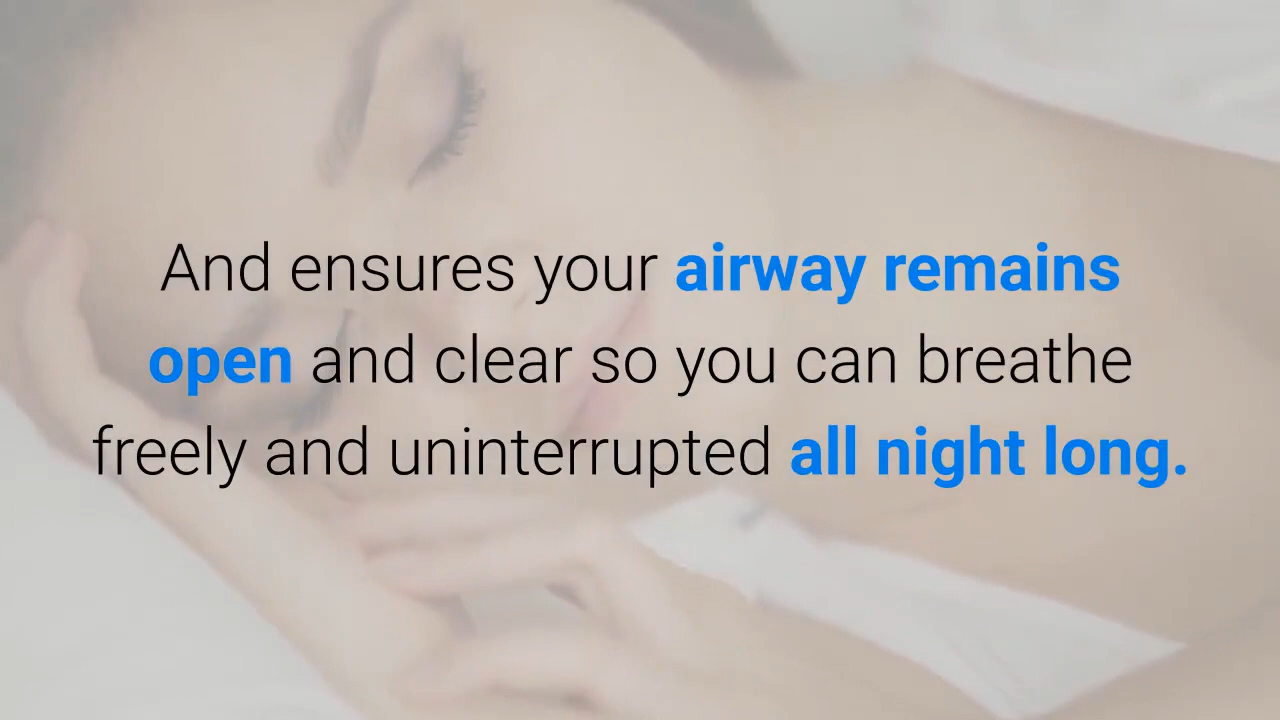 And ensures your airway remains
open and clear so you can breathe
freely and uninterrupted all night long.